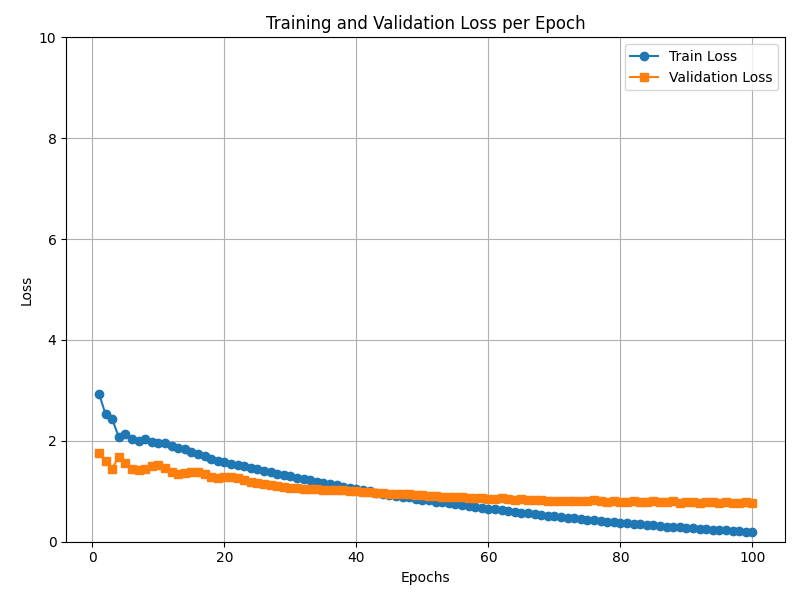 Training and Validation Loss per Epoch
10
8
6
4
2
0
Loss
Train Loss
Validation Loss
0 20 40 60 80 100
Epochs